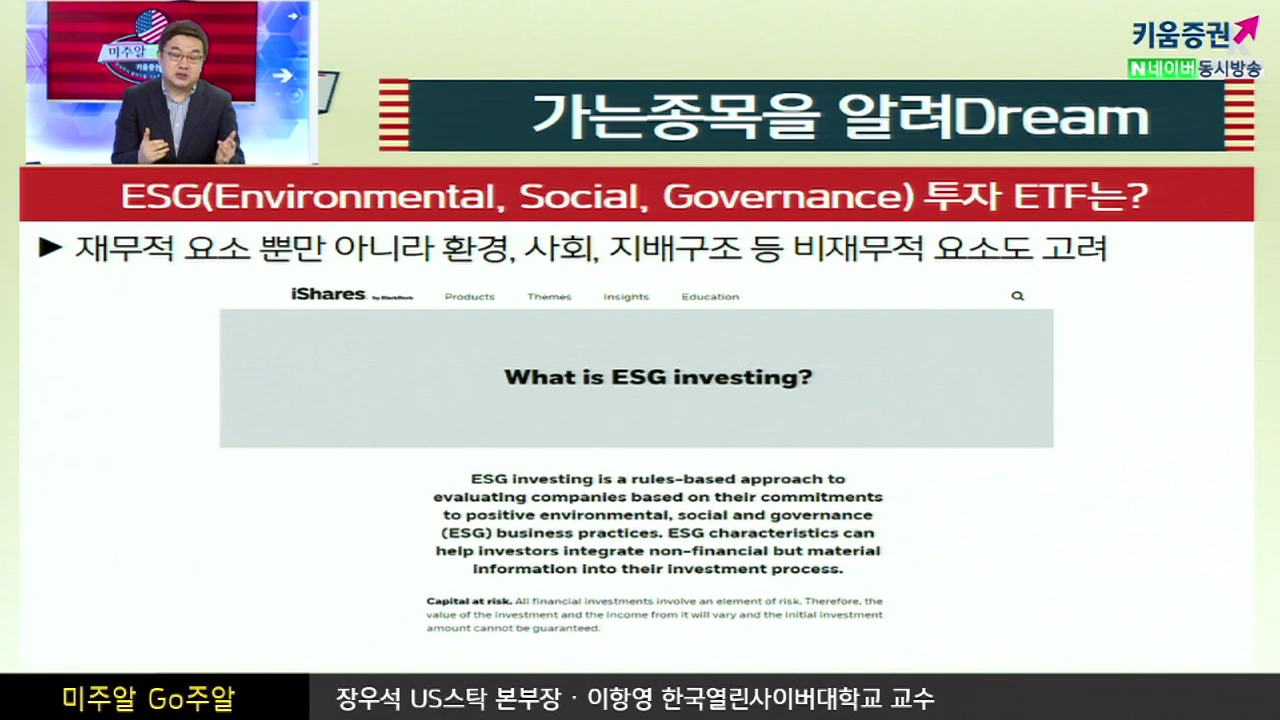 미주알
키움증권
키움증권
N 네이버 동시방송
가는종목을 알려Dream
ESG(Environmental, Social, Governance) 투자 ETF는?
▶ 재무적 요소 뿐만 아니라 환경, 사회, 지배구조 등 비재무적 요소도 고려
iShares by BlackRock Products Themes Insights Education
What is ESG investing?
ESG investing is a rules-based approach to
evaluating companies based on their commitments
to positive environmental, social and governance
(ESG) business practices. ESG characteristics can
help investors integrate non-financial but material
information into their investment process.
Capital at risk. All financial investments involve an element of risk. Therefore, the
value of the investment and the income from it will vary and the initial investment
amount cannot be guaranteed.
미주알 Go주알
장우석 US스탁 본부장 · 이항영 한국열린사이버대학교 교수